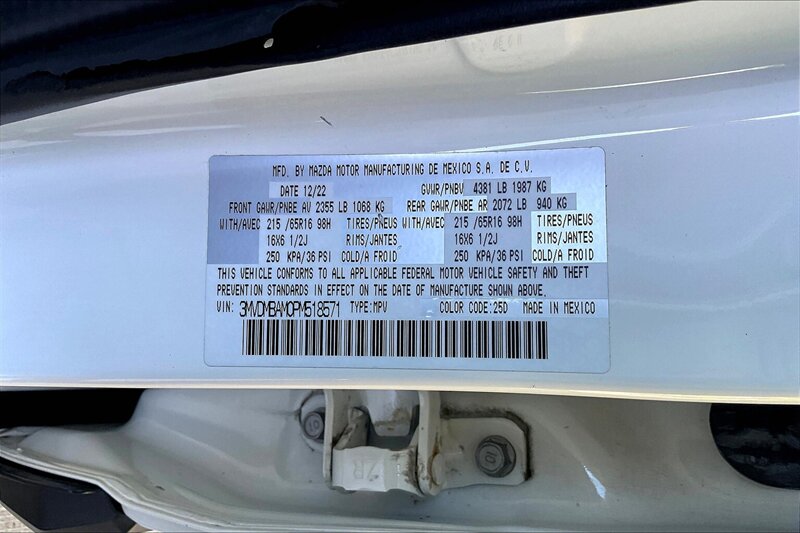 MFD. BY MAZDA MOTOR MANUFACTURING DE MEXICO S.A. DE C.V.
DATE 12/22 GVWR/PNBV 4381 LB 1987 KG
FRONT GAWR/PNBE AV 2355 LB 1068 KG REAR GAWR/PNBE AR 2072 LB 940 KG
WITH/AVEC 215 /65R16 98H TIRES/PNEUS WITH/AVEC 215 /65R16 98H TIRES/PNEUS
16X6 1/2J RIMS/JANTES 16X6 1/2J RIMS/JANTES
250 KPA/36 PSI COLD/A FROID 250 KPA/36 PSI COLD/A FROID
THIS VEHICLE CONFORMS TO ALL APPLICABLE FEDERAL MOTOR VEHICLE SAFETY AND THEFT
PREVENTION STANDARDS IN EFFECT ON THE DATE OF MANUFACTURE SHOWN ABOVE.
VIN: 3MVDMBAM0PM518571 TYPE:MPV COLOR CODE:25D MADE IN MEXICO